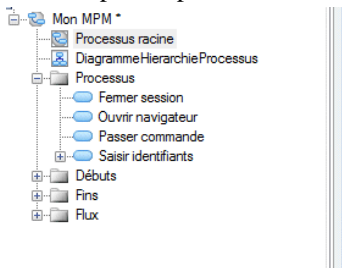 Mon MPM *
Processus racine
DiagrammeHierarchieProcessus
Processus
Fermer session
Ouvrir navigateur
Passer commande
Saisir identifiants
Débuts
Fins
Flux